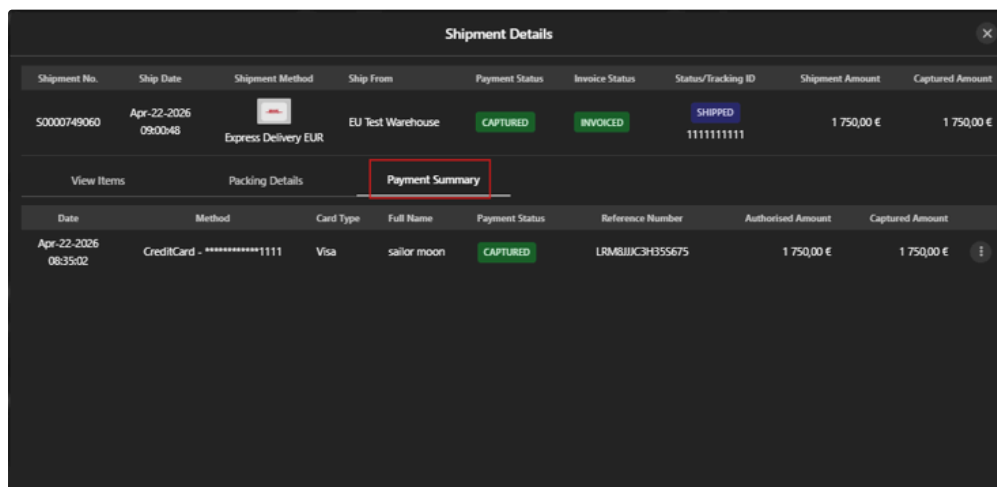 Shipment Details
Shipment No. Ship Date Shipment Method Ship From Payment Status Invoice Status Status/Tracking ID Shipment Amount Captured Amount
S0000749060 Apr-22-2026 09:00:48 Express Delivery EUR EU Test Warehouse CAPTURED INVOICED SHIPPED 1111111111 1 750,00 € 1 750,00 €
View Items Packing Details Payment Summary
Date Method Card Type Full Name Payment Status Reference Number Authorised Amount Captured Amount
Apr-22-2026 08:35:02 CreditCard - ************1111 Visa sailor moon CAPTURED LRM8JJJC3H35S675 1 750,00 € 1 750,00 €